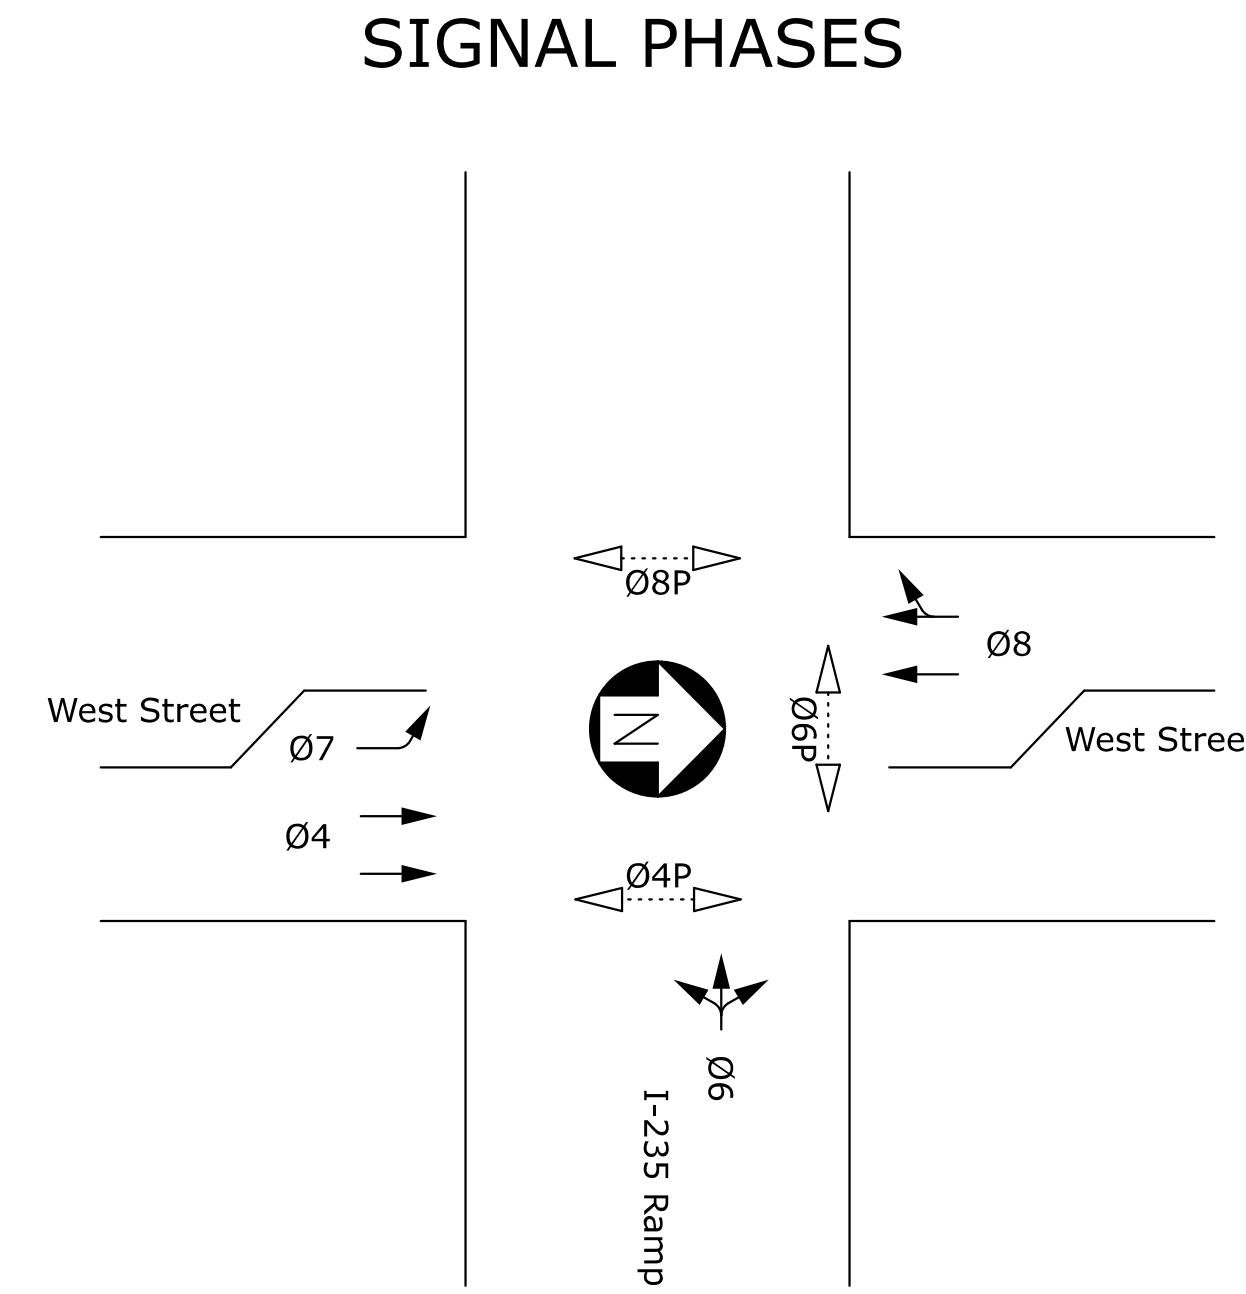 SIGNAL PHASES
Ø8P
Ø8
West Street
Ø6P
Ø7
N
West Stree
Ø4
Ø4P
Ø6
I-235 Ramp